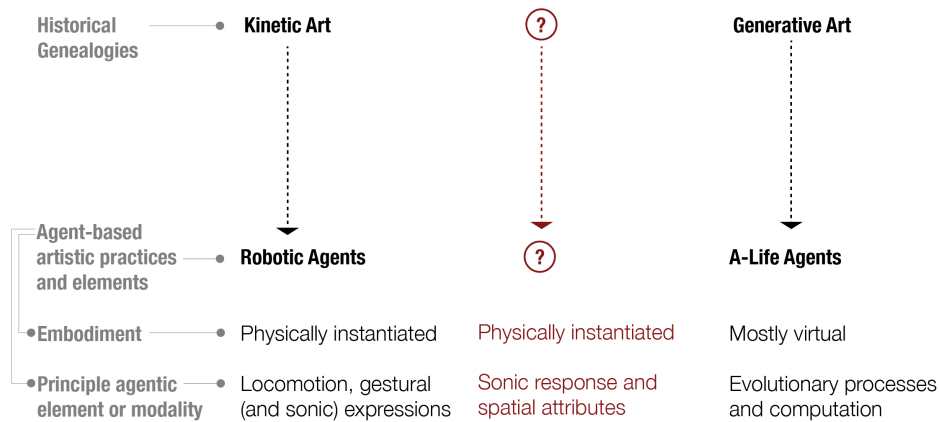 Historical
Genealogies
Kinetic Art
?
Generative Art
Agent-based
artistic practices
and elements
Robotic Agents
?
A-Life Agents
Embodiment
Physically instantiated
Physically instantiated
Mostly virtual
Principle agentic
element or modality
Locomotion, gestural
(and sonic) expressions
Sonic response and
spatial attributes
Evolutionary processes
and computation